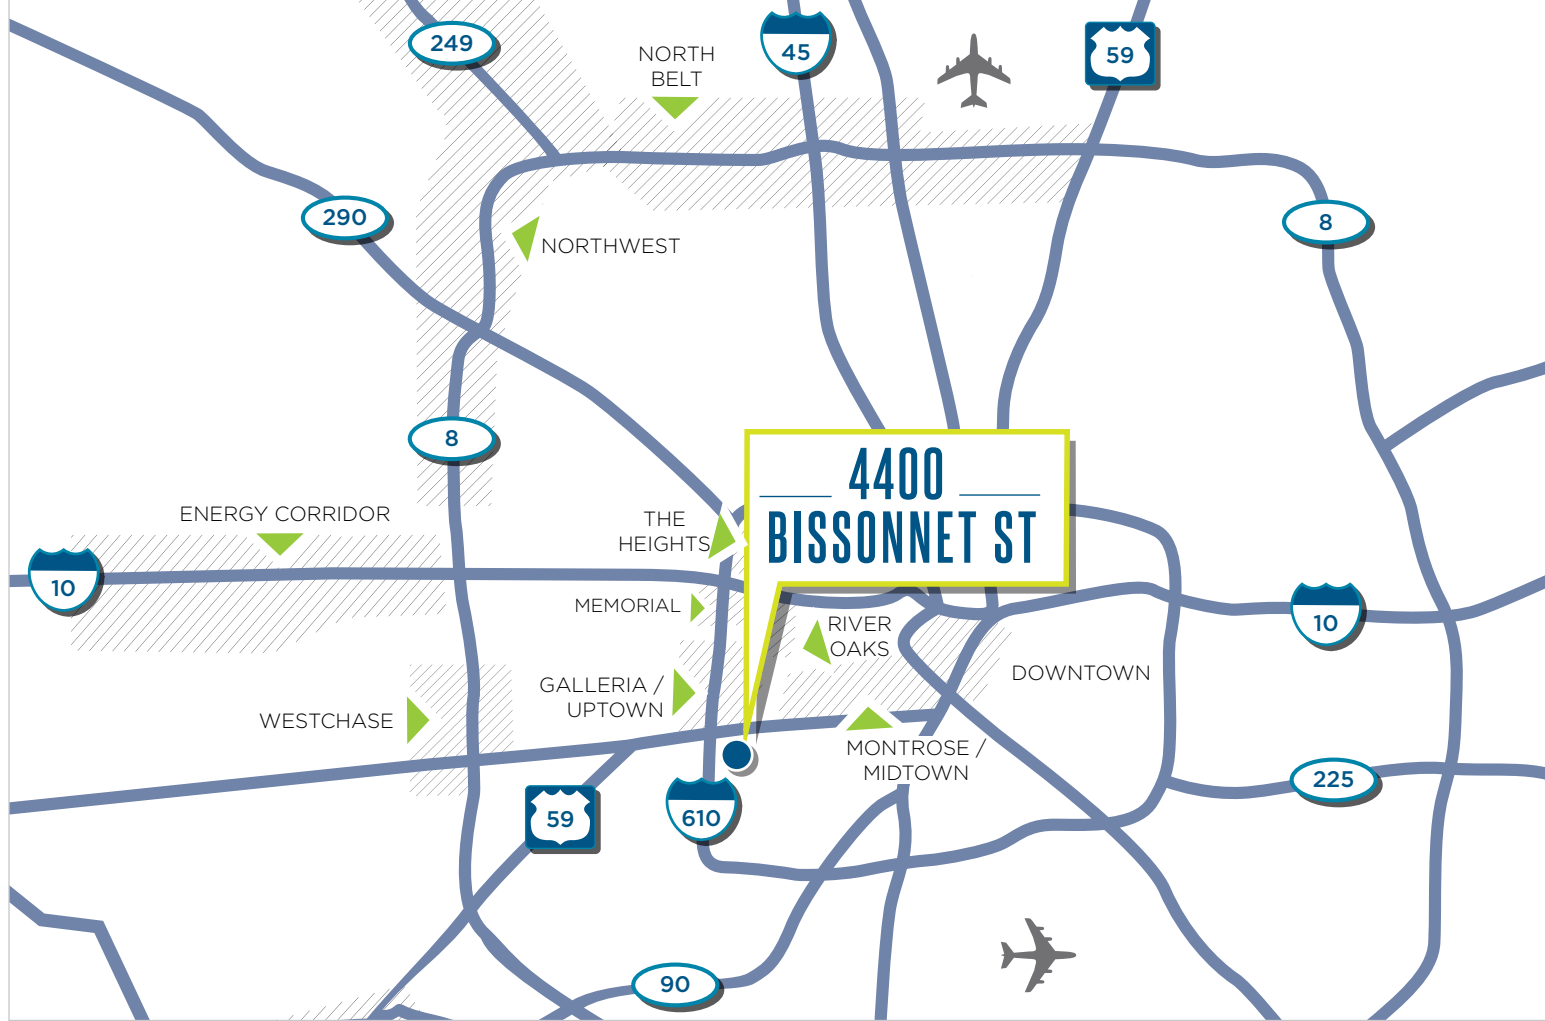 249
45
59
NORTH
BELT
290
8
NORTHWEST
8
4400
BISSONNET ST
ENERGY CORRIDOR
THE
HEIGHTS
10
MEMORIAL
10
RIVER
OAKS
DOWNTOWN
GALLERIA /
UPTOWN
WESTCHASE
MONTROSE /
MIDTOWN
225
59
610
90